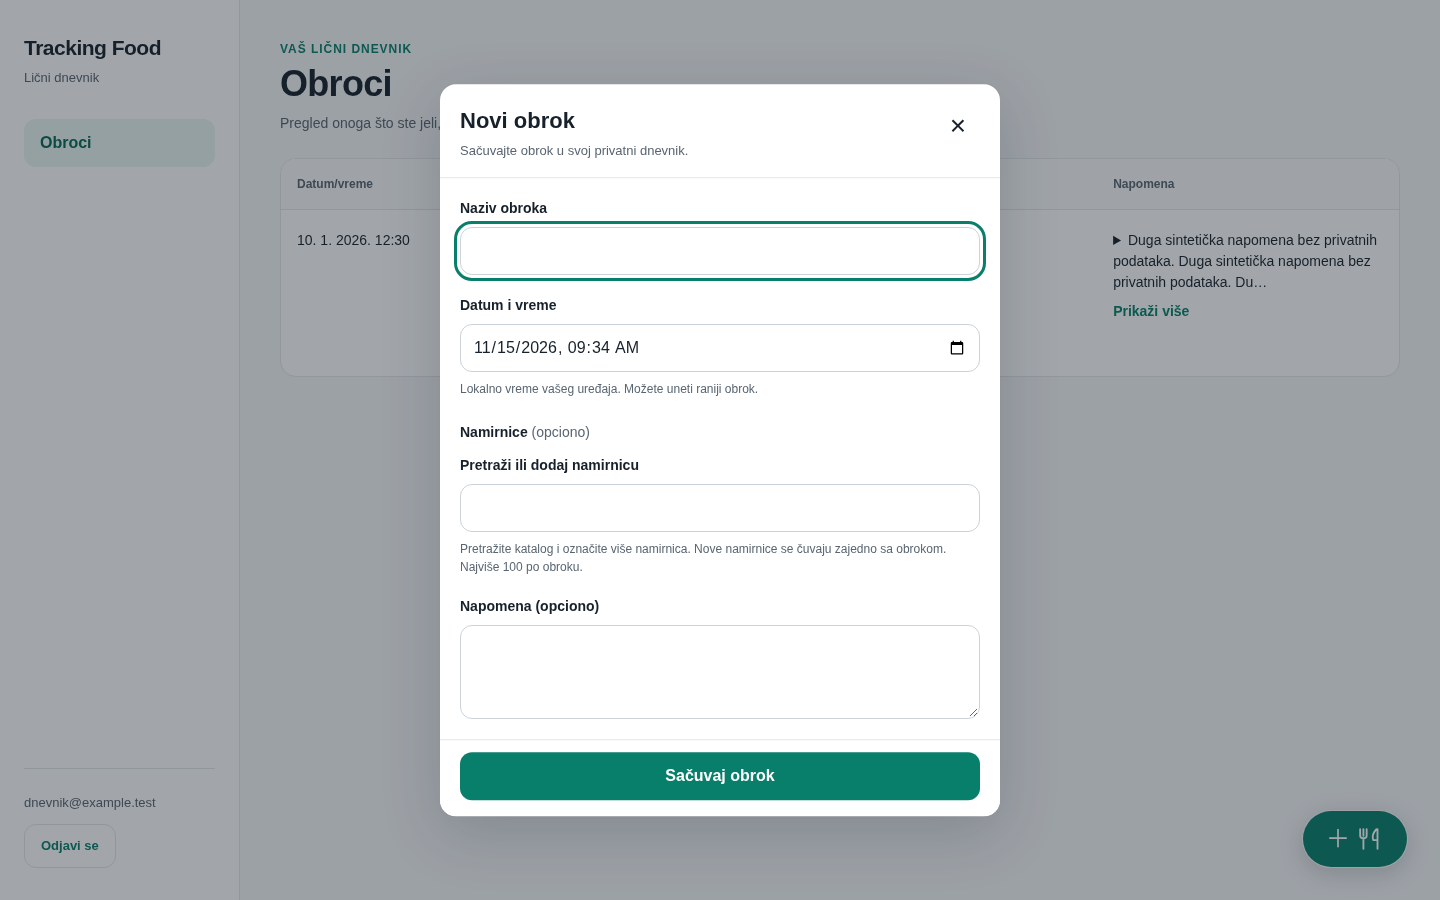 Tracking Food
Lični dnevnik
Obroci
dnevnik@example.test
Odjavi se
VAŠ LIČNI DNEVNIK
Obroci
Pregled onoga što ste jeli,
Datum/vreme
Napomena
10. 1. 2026. 12:30
Duga sintetička napomena bez privatnih
podataka. Duga sintetička napomena bez
privatnih podataka. Du…
Prikaži više
Novi obrok
Sačuvajte obrok u svoj privatni dnevnik.
Naziv obroka
Datum i vreme
11/15/2026, 09:34 AM
Lokalno vreme vašeg uređaja. Možete uneti raniji obrok.
Namirnice (opciono)
Pretraži ili dodaj namirnicu
Pretražite katalog i označite više namirnica. Nove namirnice se čuvaju zajedno sa obrokom.
Najviše 100 po obroku.
Napomena (opciono)
Sačuvaj obrok